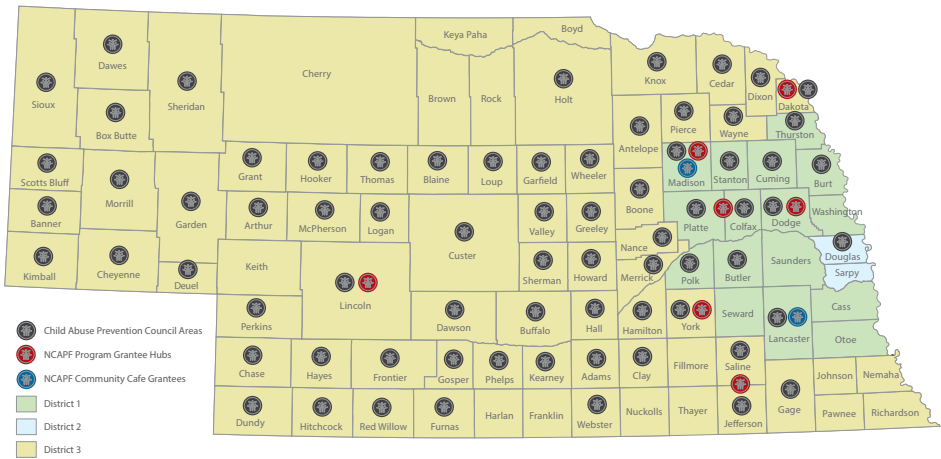 Keya Paha
Boyd
Dawes
Cherry
Knox
Cedar
Sioux
Sheridan
Brown
Rock
Holt
Dixon
Dakota
Box Butte
Pierce
Wayne
Thurston
Antelope
Grant
Hooker
Thomas
Blaine
Loup
Garfield
Wheeler
Madison
Stanton
Cuming
Burt
Scotts Bluff
Morrill
Garden
Banner
Arthur
McPherson
Logan
Custer
Valley
Greeley
Boone
Platte
Colfax
Dodge
Washington
Nance
Keith
Kimball
Cheyenne
Deuel
Lincoln
Sherman
Howard
Merrick
Polk
Butler
Saunders
Douglas
Sarpy
Perkins
Dawson
Buffalo
Hall
Hamilton
York
Seward
Lancaster
Cass
Otoe
Chase
Hayes
Frontier
Gosper
Phelps
Kearney
Adams
Clay
Fillmore
Saline
Johnson
Nemaha
Gage
Dundy
Hitchcock
Red Willow
Furnas
Harlan
Franklin
Webster
Nuckolls
Thayer
Jefferson
Pawnee
Richardson
Child Abuse Prevention Council Areas
NCAPF Program Grantee Hubs
NCAPF Community Cafe Grantees
District 1
District 2
District 3